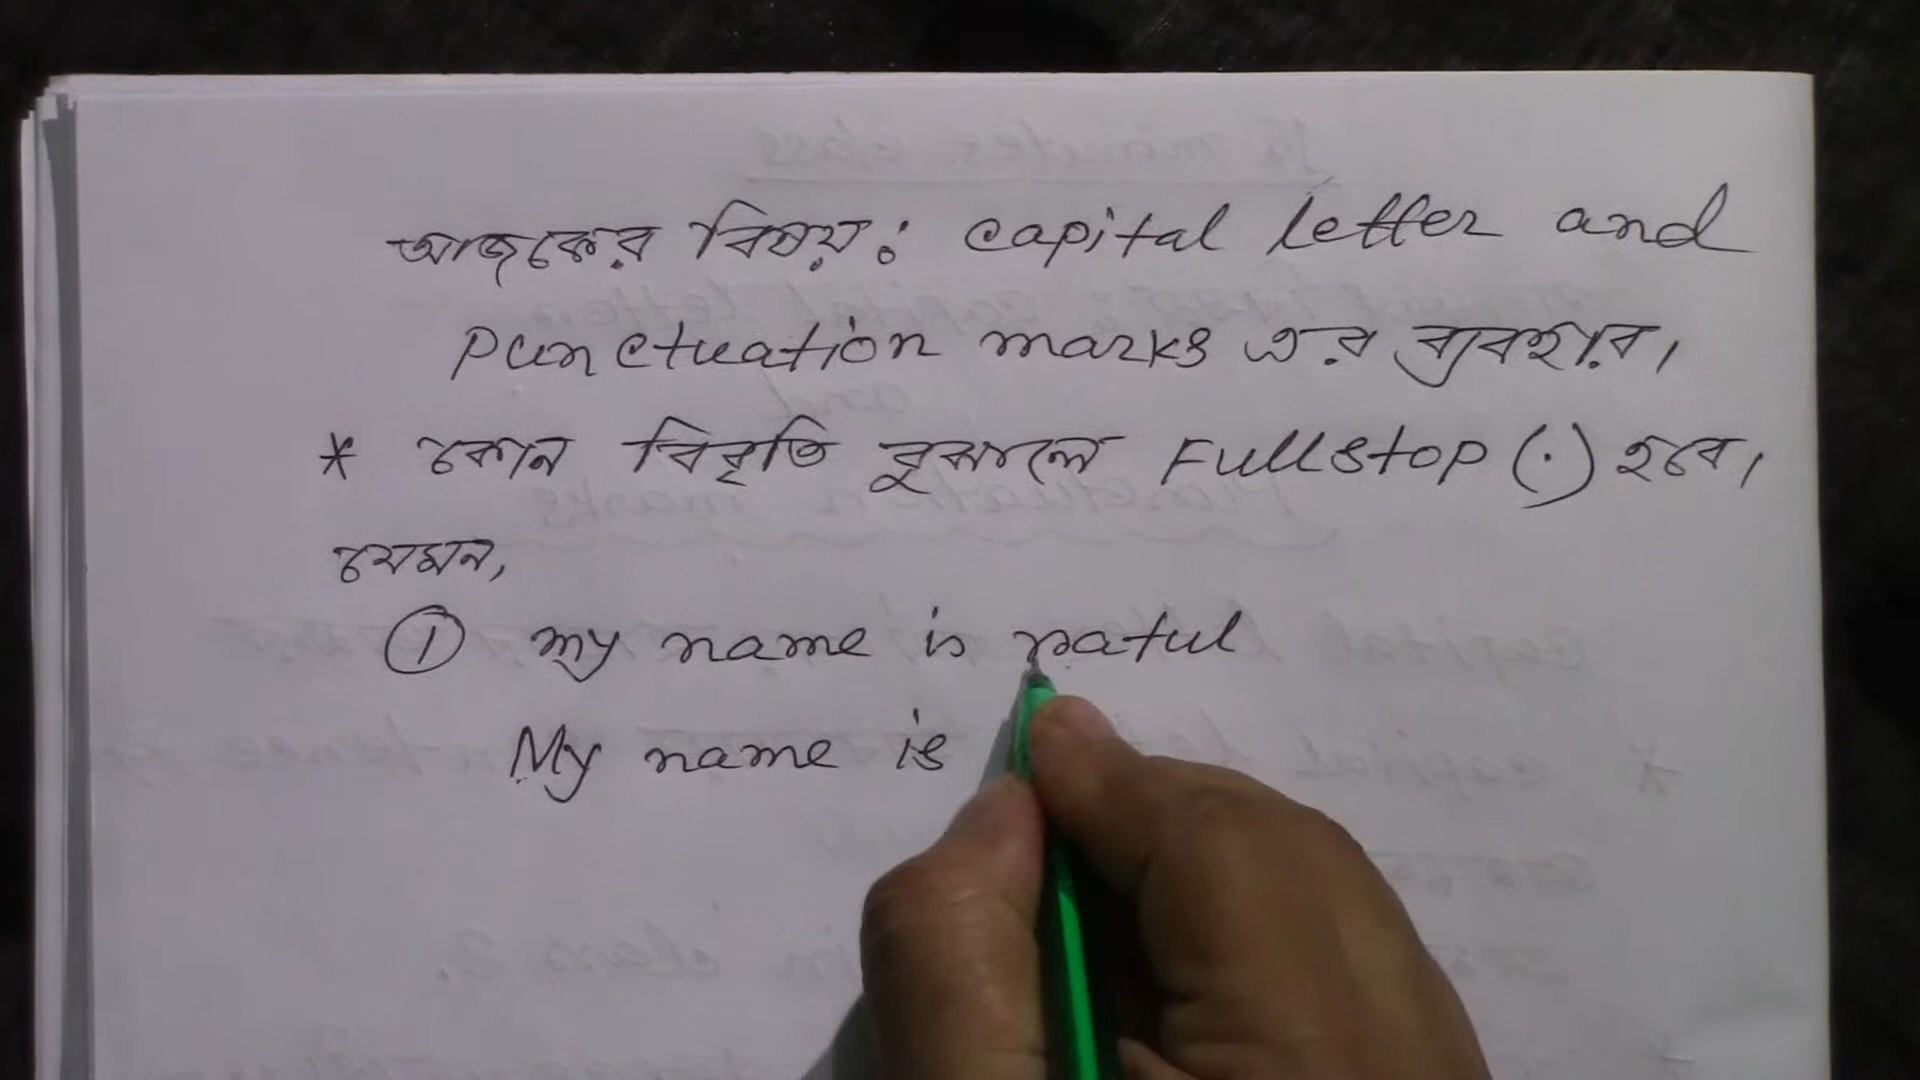 আজকের বিষয়: capital letter and
punctuation marks এর ব্যবহার।
* কোন বিবৃতি বুঝালে Fullstop (.) হবে।
যেমন,
① my name is ratul
My name is